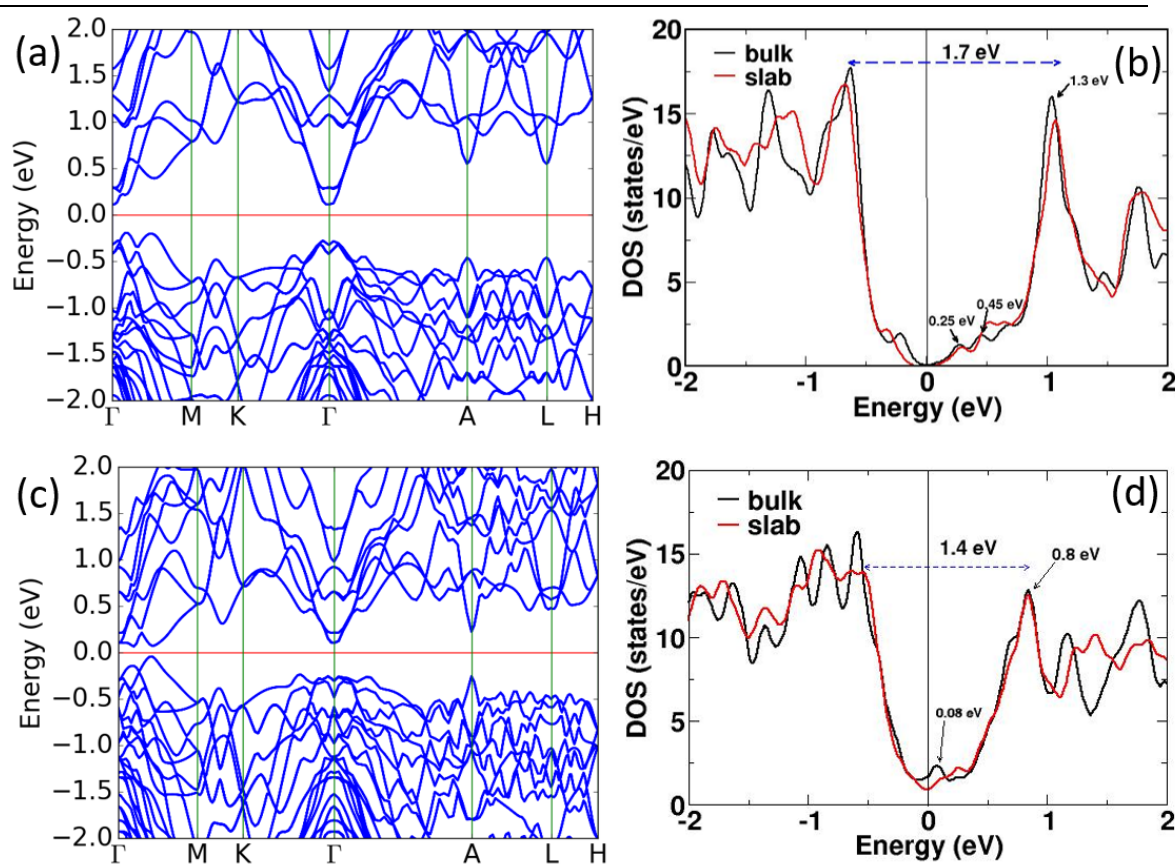 (a)
Energy (eV)
2.0
1.5
1.0
0.5
0.0
−0.5
−1.0
−1.5
−2.0
Γ M K Γ A L H
(b)
bulk
slab
1.7 eV
1.3 eV
0.25 eV
0.45 eV
DOS (states/eV)
20
15
10
5
0
-2 -1 0 1 2
Energy (eV)
(c)
Energy (eV)
2.0
1.5
1.0
0.5
0.0
−0.5
−1.0
−1.5
−2.0
Γ M K Γ A L H
(d)
bulk
slab
1.4 eV
0.8 eV
0.08 eV
DOS (states/eV)
20
15
10
5
0
-2 -1 0 1 2
Energy (eV)